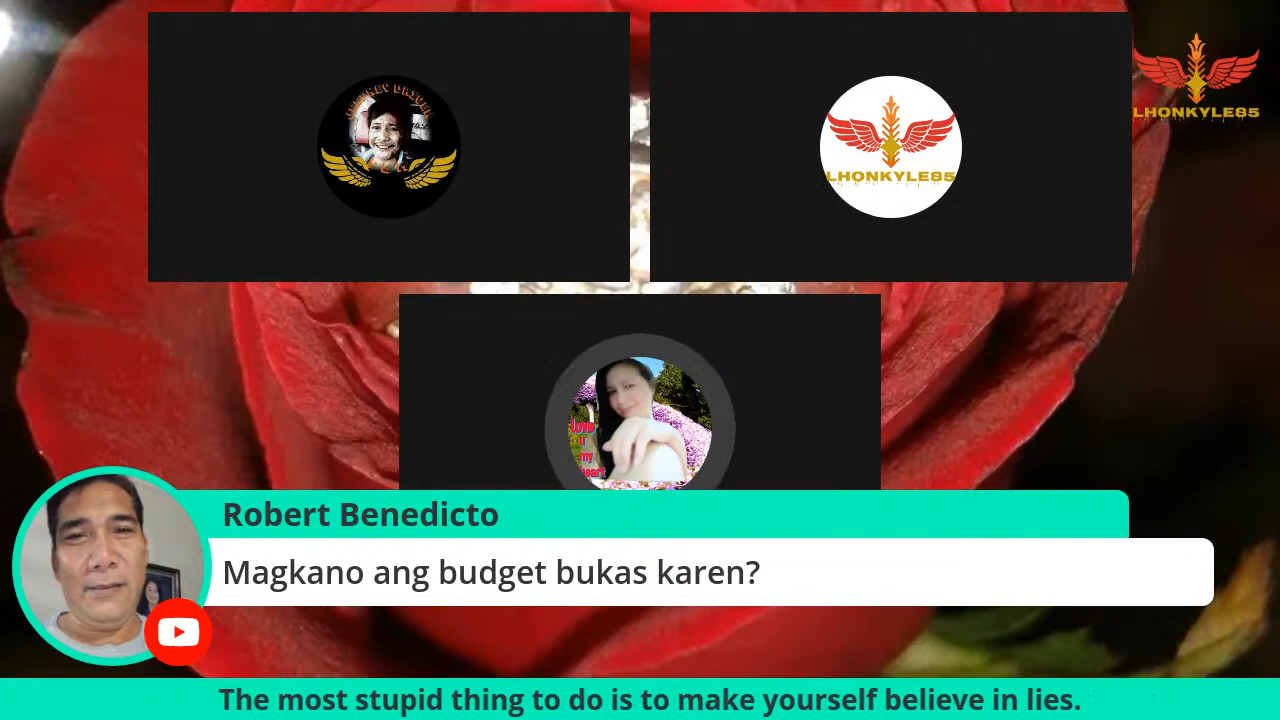 LHONKYLE85
LHONKYLE85
love
my
Robert Benedicto
Magkano ang budget bukas karen?
The most stupid thing to do is to make yourself believe in lies.